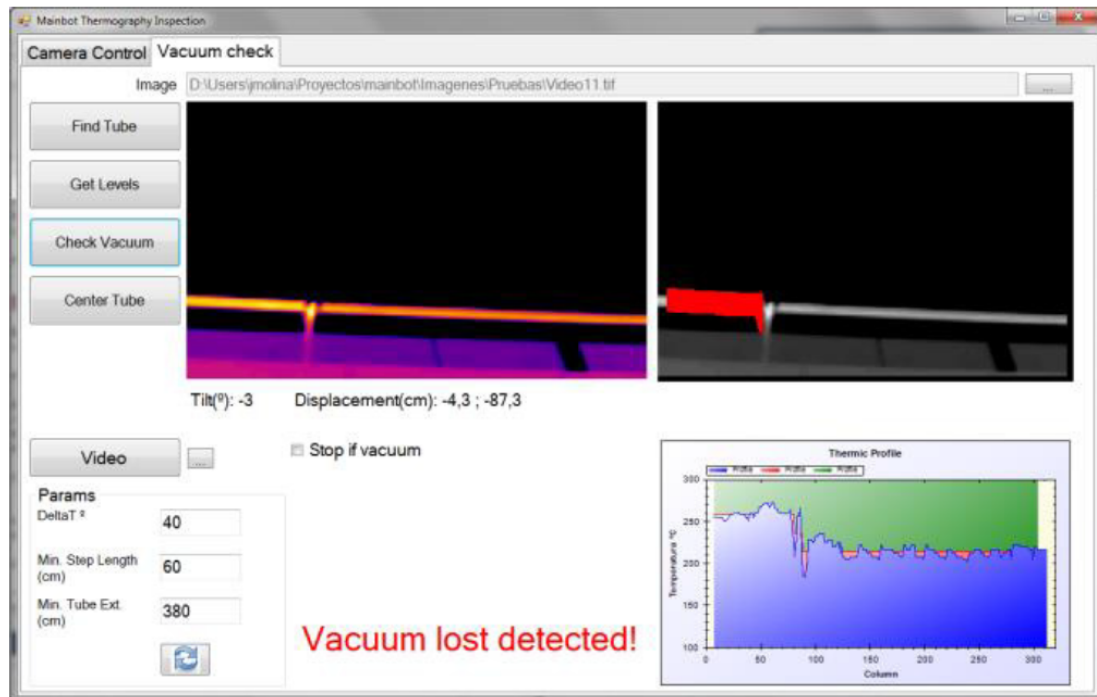 Mainbot Thermography Inspection
Camera Control Vacuum check
Image D:\Users\jmolina\Proyectos\mainbot\Imagenes\Pruebas\Video11.tif ...
Find Tube
Get Levels
Check Vacuum
Center Tube
Tilt(º): -3 Displacement(cm): -4,3 ; -87,3
Video ... Stop if vacuum
Params
DeltaT º 40
Min. Step Length (cm) 60
Min. Tube Ext. (cm) 380
Vacuum lost detected!
Thermic Profile
300
250
200
150
100
Temperatura ºC
0 50 100 150 200 250 300
Column